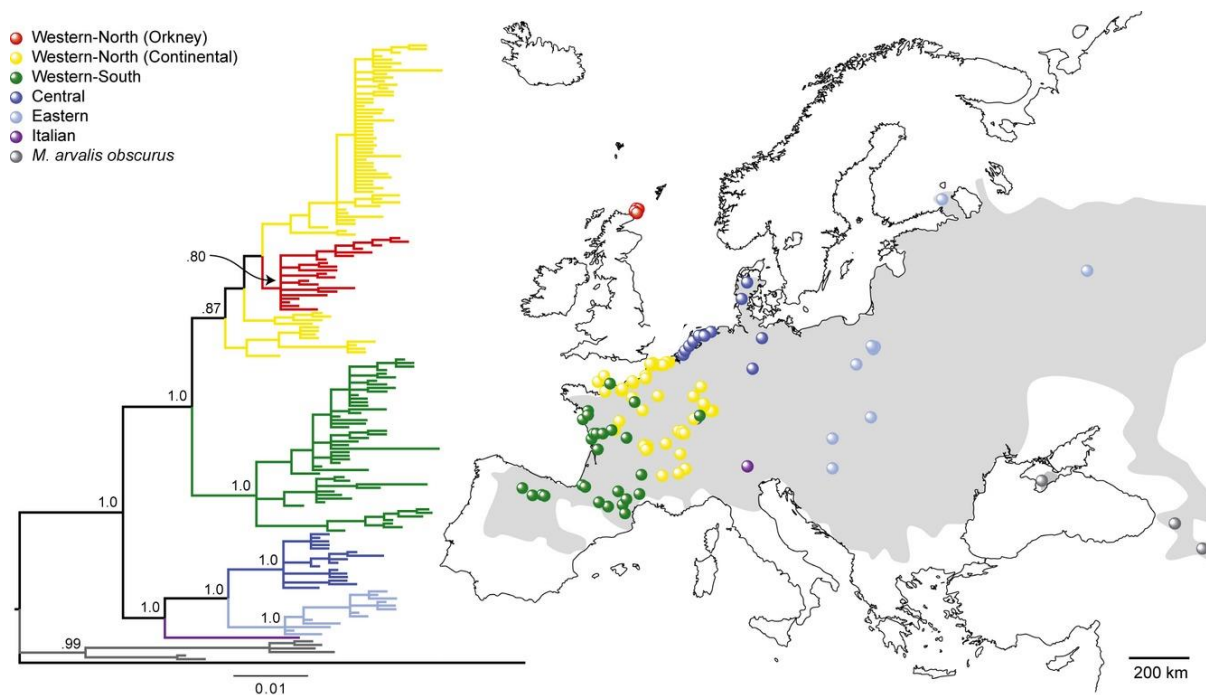 Western-North (Orkney)
Western-North (Continental)
Western-South
Central
Eastern
Italian
M. arvalis obscurus
.80
.87
1.0
1.0
1.0
1.0
1.0
1.0
1.0
.99
0.01
200 km